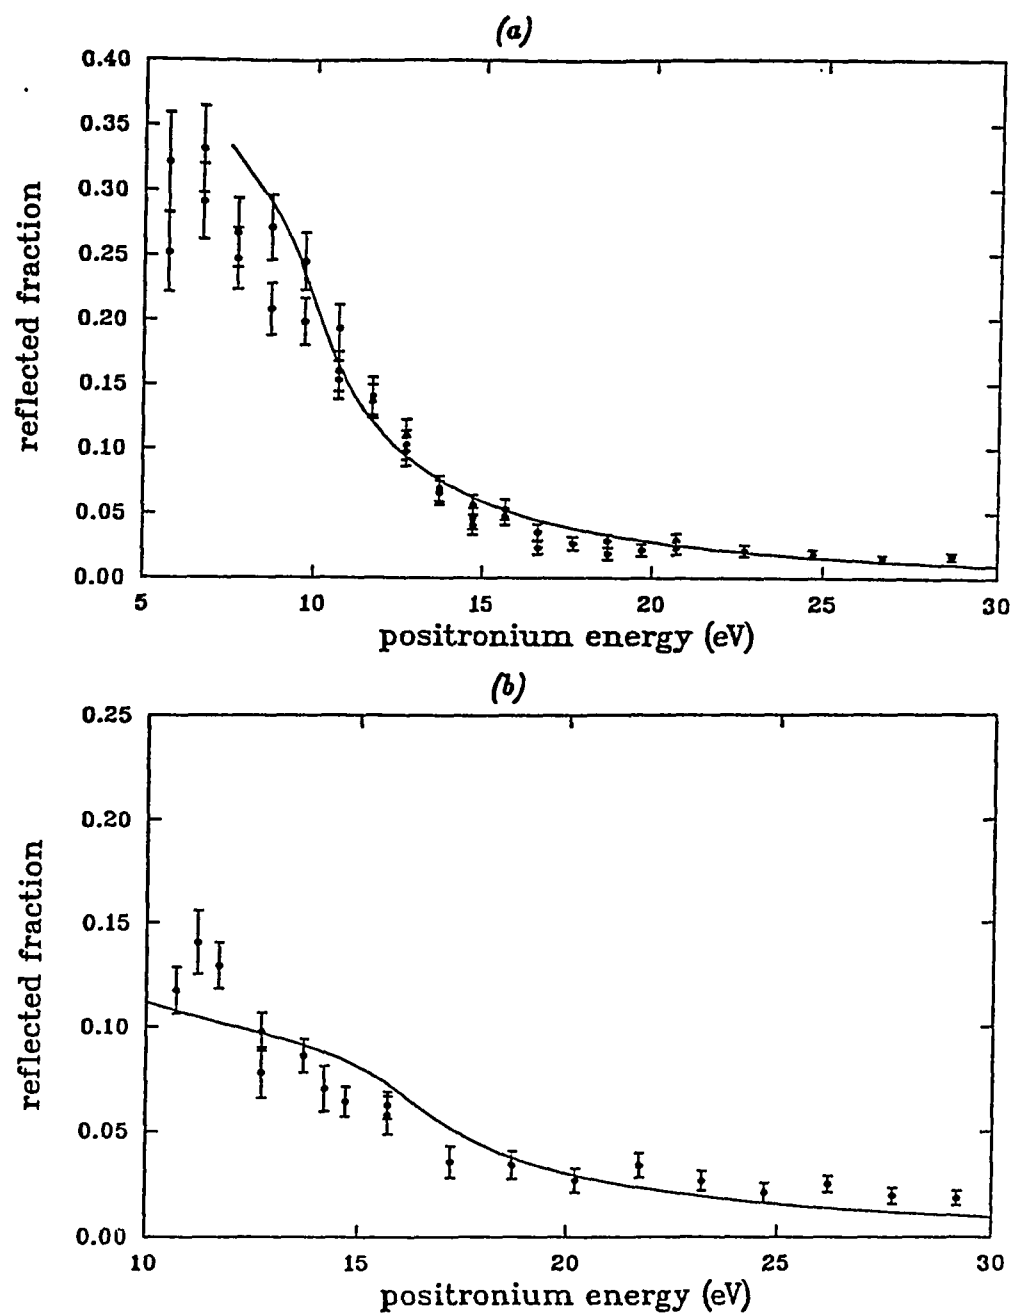 (a)
0.40
0.35
0.30
0.25
0.20
0.15
0.10
0.05
0.00
reflected fraction
5 10 15 20 25 30
positronium energy (eV)
(b)
0.25
0.20
0.15
0.10
0.05
0.00
reflected fraction
10 15 20 25 30
positronium energy (eV)